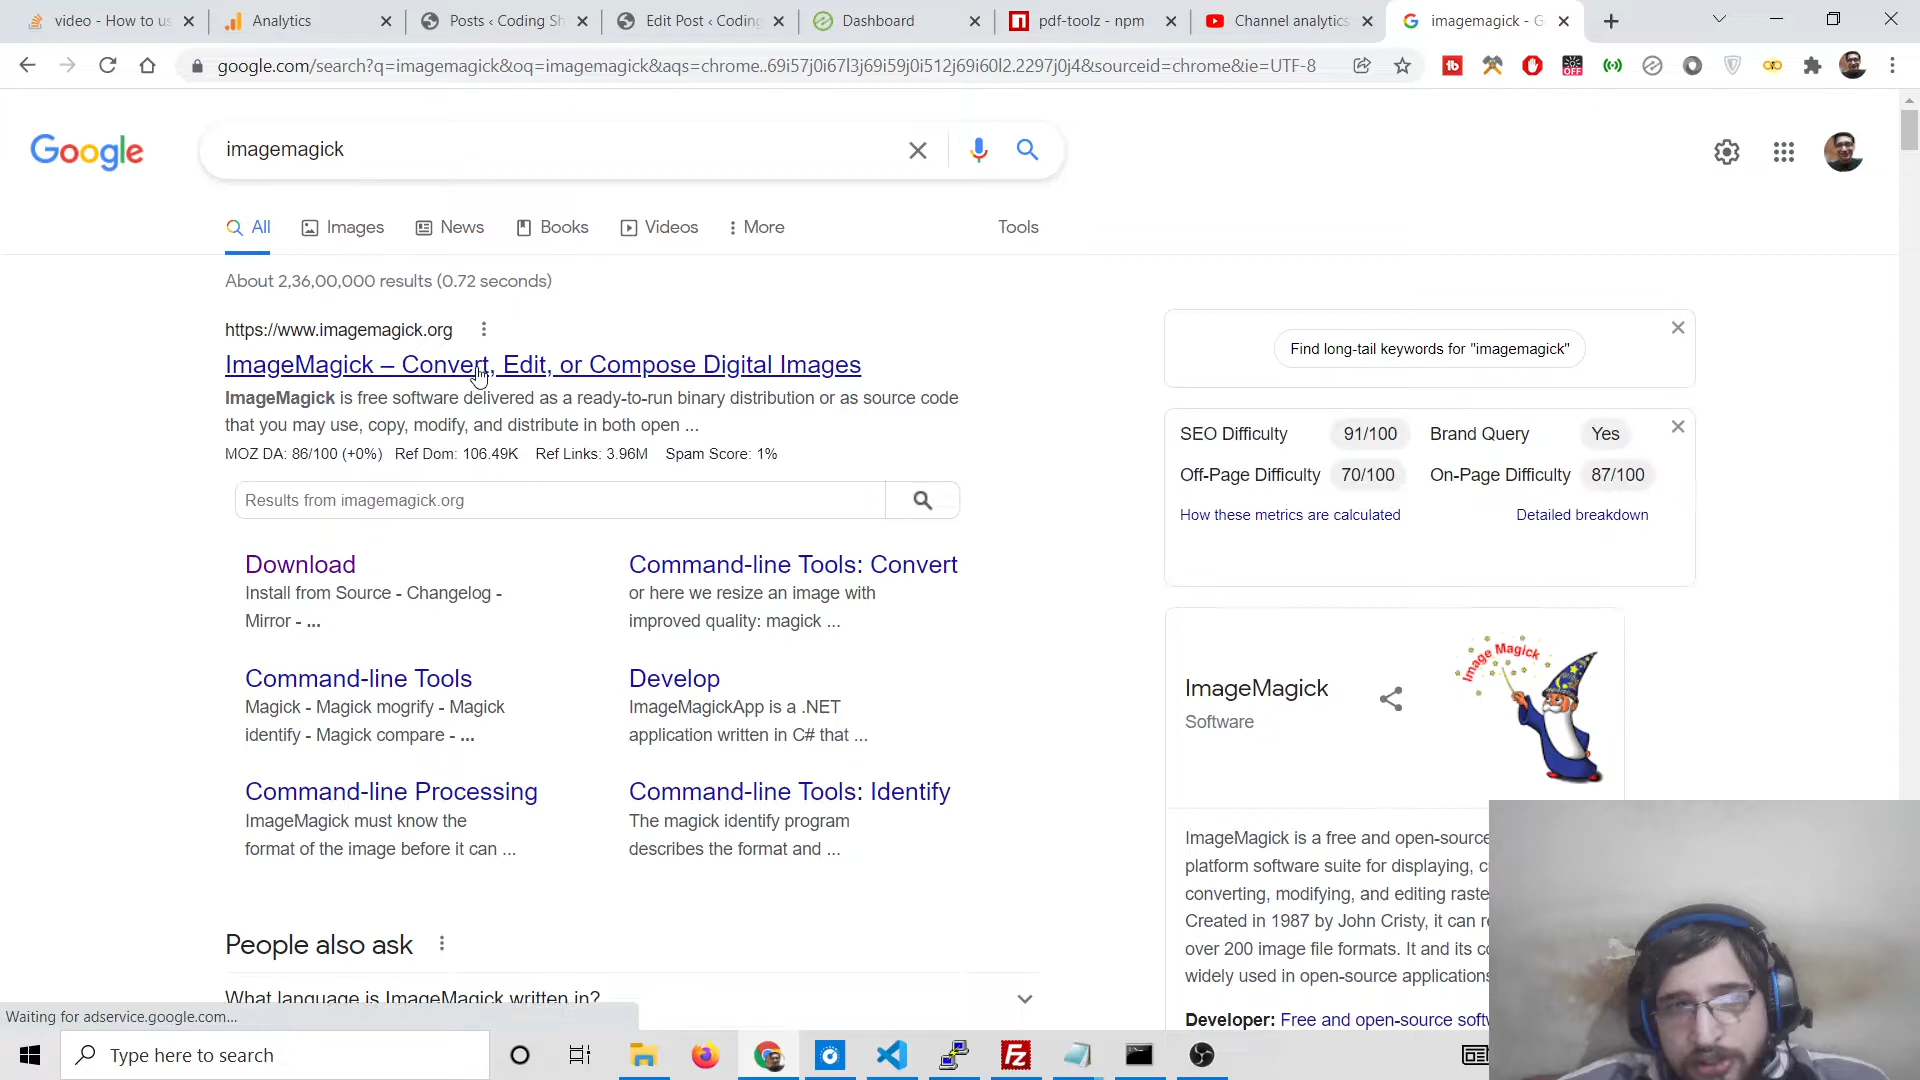 video - How to us
Analytics
Posts ‹ Coding Sh
Edit Post ‹ Coding
Dashboard
pdf-toolz - npm
Channel analytics
imagemagick - G
google.com/search?q=imagemagick&oq=imagemagick&aqs=chrome..69i57j0i67l3j69i59j0i512j69i60l2.2297j0j4&sourceid=chrome&ie=UTF-8
OFF
Google
imagemagick
All
Images
News
Books
Videos
More
Tools
About 2,36,00,000 results (0.72 seconds)
https://www.imagemagick.org
ImageMagick – Convert, Edit, or Compose Digital Images
ImageMagick is free software delivered as a ready-to-run binary distribution or as source code
that you may use, copy, modify, and distribute in both open ...
MOZ DA: 86/100 (+0%) Ref Dom: 106.49K Ref Links: 3.96M Spam Score: 1%
Results from imagemagick.org
Download
Install from Source - Changelog -
Mirror - ...
Command-line Tools: Convert
or here we resize an image with
improved quality: magick ...
Command-line Tools
Magick - Magick mogrify - Magick
identify - Magick compare - ...
Develop
ImageMagickApp is a .NET
application written in C# that ...
Command-line Processing
ImageMagick must know the
format of the image before it can ...
Command-line Tools: Identify
The magick identify program
describes the format and ...
People also ask
What language is ImageMagick written in?
Find long-tail keywords for "imagemagick"
SEO Difficulty 91/100 Brand Query Yes
Off-Page Difficulty 70/100 On-Page Difficulty 87/100
How these metrics are calculated
Detailed breakdown
ImageMagick
Software
Image Magick
ImageMagick is a free and open-source
platform software suite for displaying, c
converting, modifying, and editing raste
Created in 1987 by John Cristy, it can re
over 200 image file formats. It and its co
widely used in open-source applications
Developer: Free and open-source softw
Waiting for adservice.google.com...
Type here to search